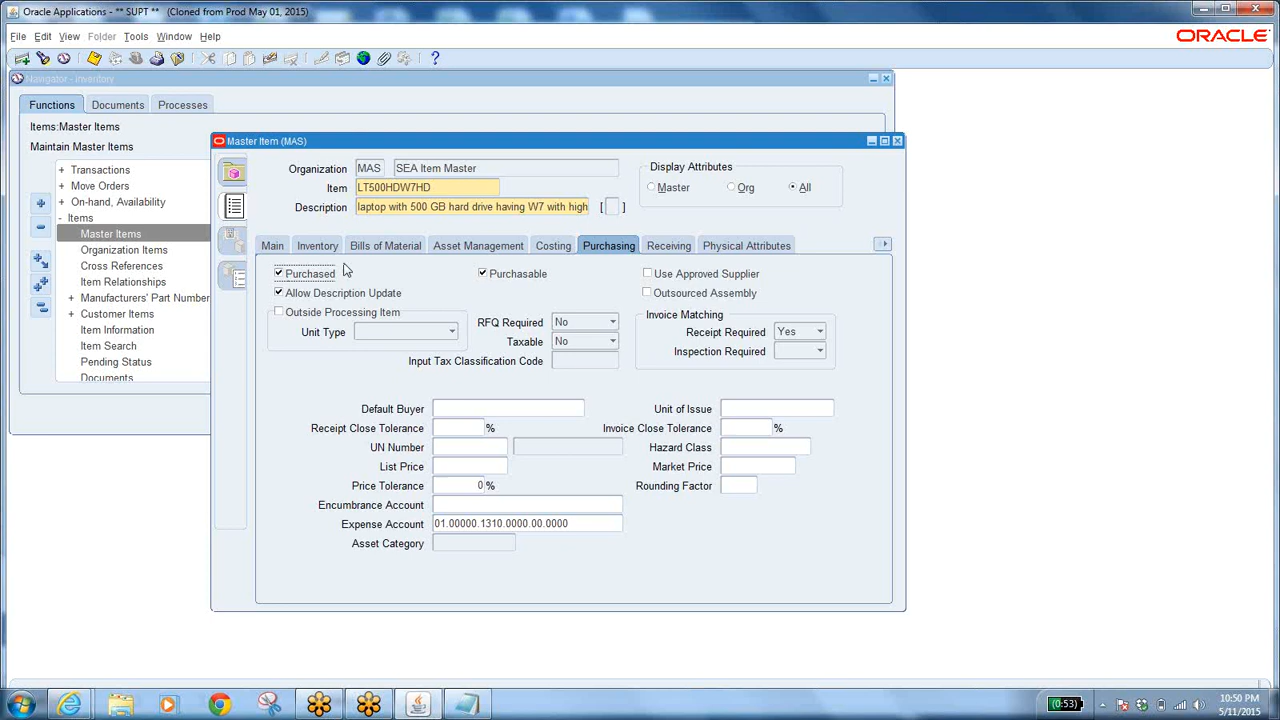 Oracle Applications - ** SUPT ** (Cloned from Prod May 01, 2015)
File Edit View Folder Tools Window Help
ORACLE
Navigator - inventory
Functions Documents Processes
Items:Master Items
Maintain Master Items
+ Transactions
+ Move Orders
+ On-hand, Availability
- Items
Master Items
Organization Items
Cross References
Item Relationships
+ Manufacturers' Part Number
+ Customer Items
Item Information
Item Search
Pending Status
Documents
Master Item (MAS)
Organization MAS SEA Item Master
Item LT500HDW7HD
Description laptop with 500 GB hard drive having W7 with high [ ]
Display Attributes
Master Org All
Main Inventory Bills of Material Asset Management Costing Purchasing Receiving Physical Attributes
Purchased Purchasable Use Approved Supplier
Allow Description Update Outsourced Assembly
Outside Processing Item
Unit Type
RFQ Required No
Taxable No
Input Tax Classification Code
Invoice Matching
Receipt Required Yes
Inspection Required
Default Buyer Unit of Issue
Receipt Close Tolerance % Invoice Close Tolerance %
UN Number Hazard Class
List Price Market Price
Price Tolerance 0 % Rounding Factor
Encumbrance Account
Expense Account 01.00000.1310.0000.00.0000
Asset Category
(0:53)
10:50 PM
5/11/2015